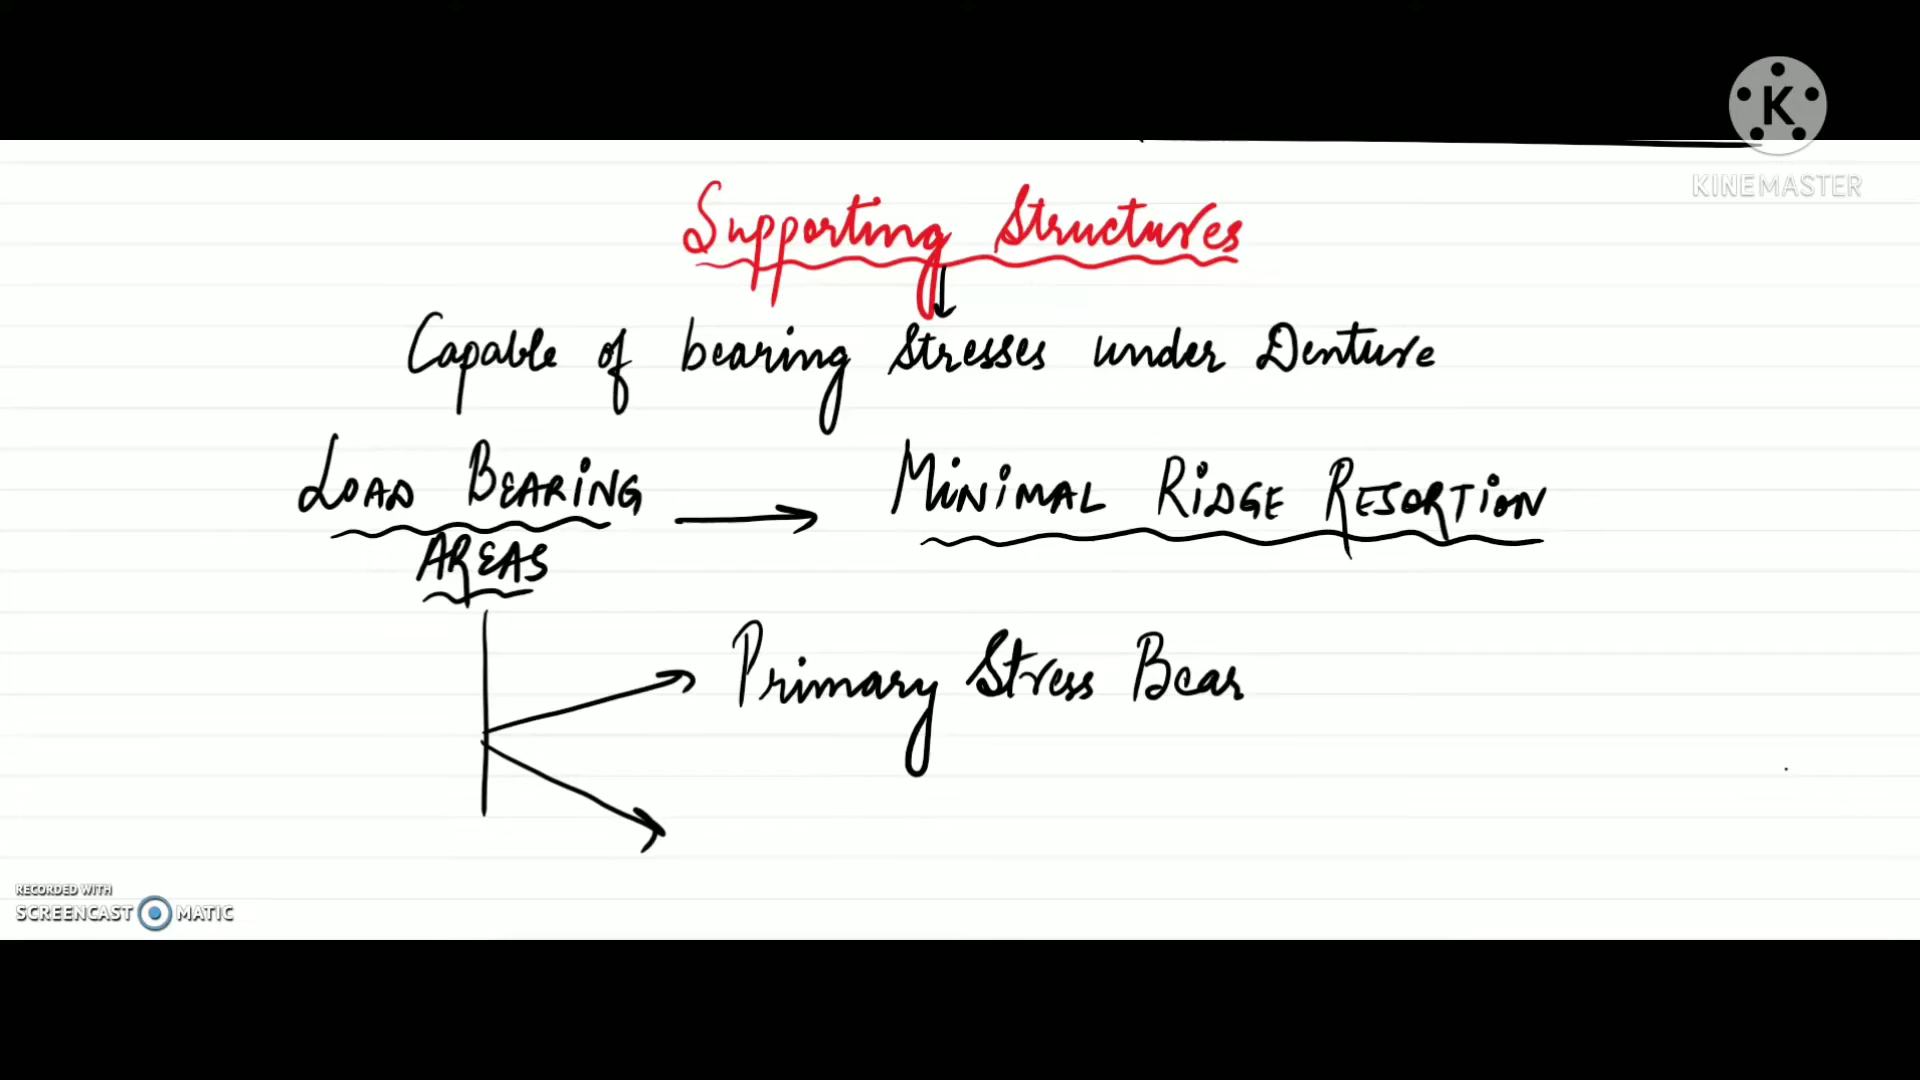 K
KINEMASTER
Supporting Structures
Capable of bearing stresses under Denture
LOAD BEARING MINIMAL RIDGE RESORTION
AREAS
Primary Stress Bear
RECORDED WITH
SCREENCAST MATIC